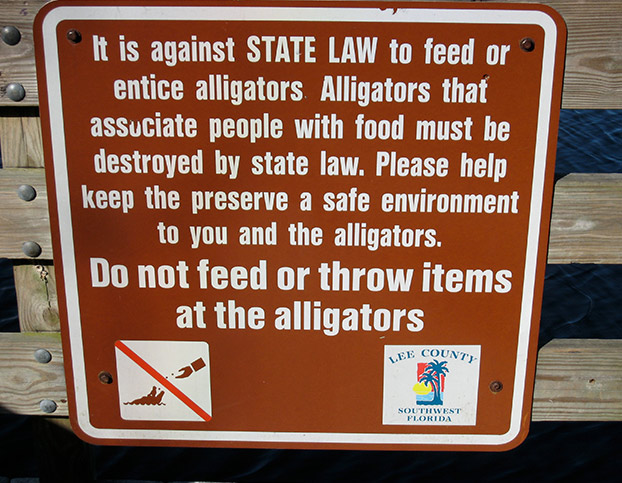 It is against STATE LAW to feed or
entice alligators Alligators that
associate people with food must be
destroyed by state law. Please help
keep the preserve a safe environment
to you and the alligators.
Do not feed or throw items
at the alligators
LEE COUNTY
SOUTHWEST
FLORIDA